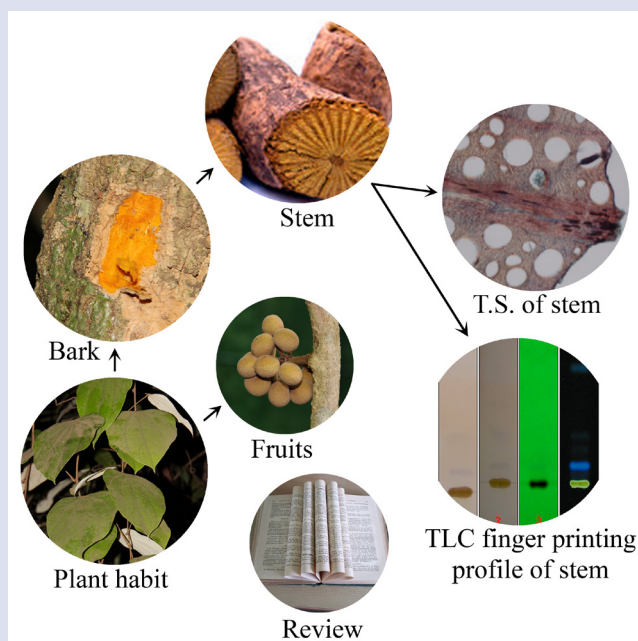 Stem
T.S. of stem
Bark
Fruits
TLC finger printing
profile of stem
Plant habit
Review